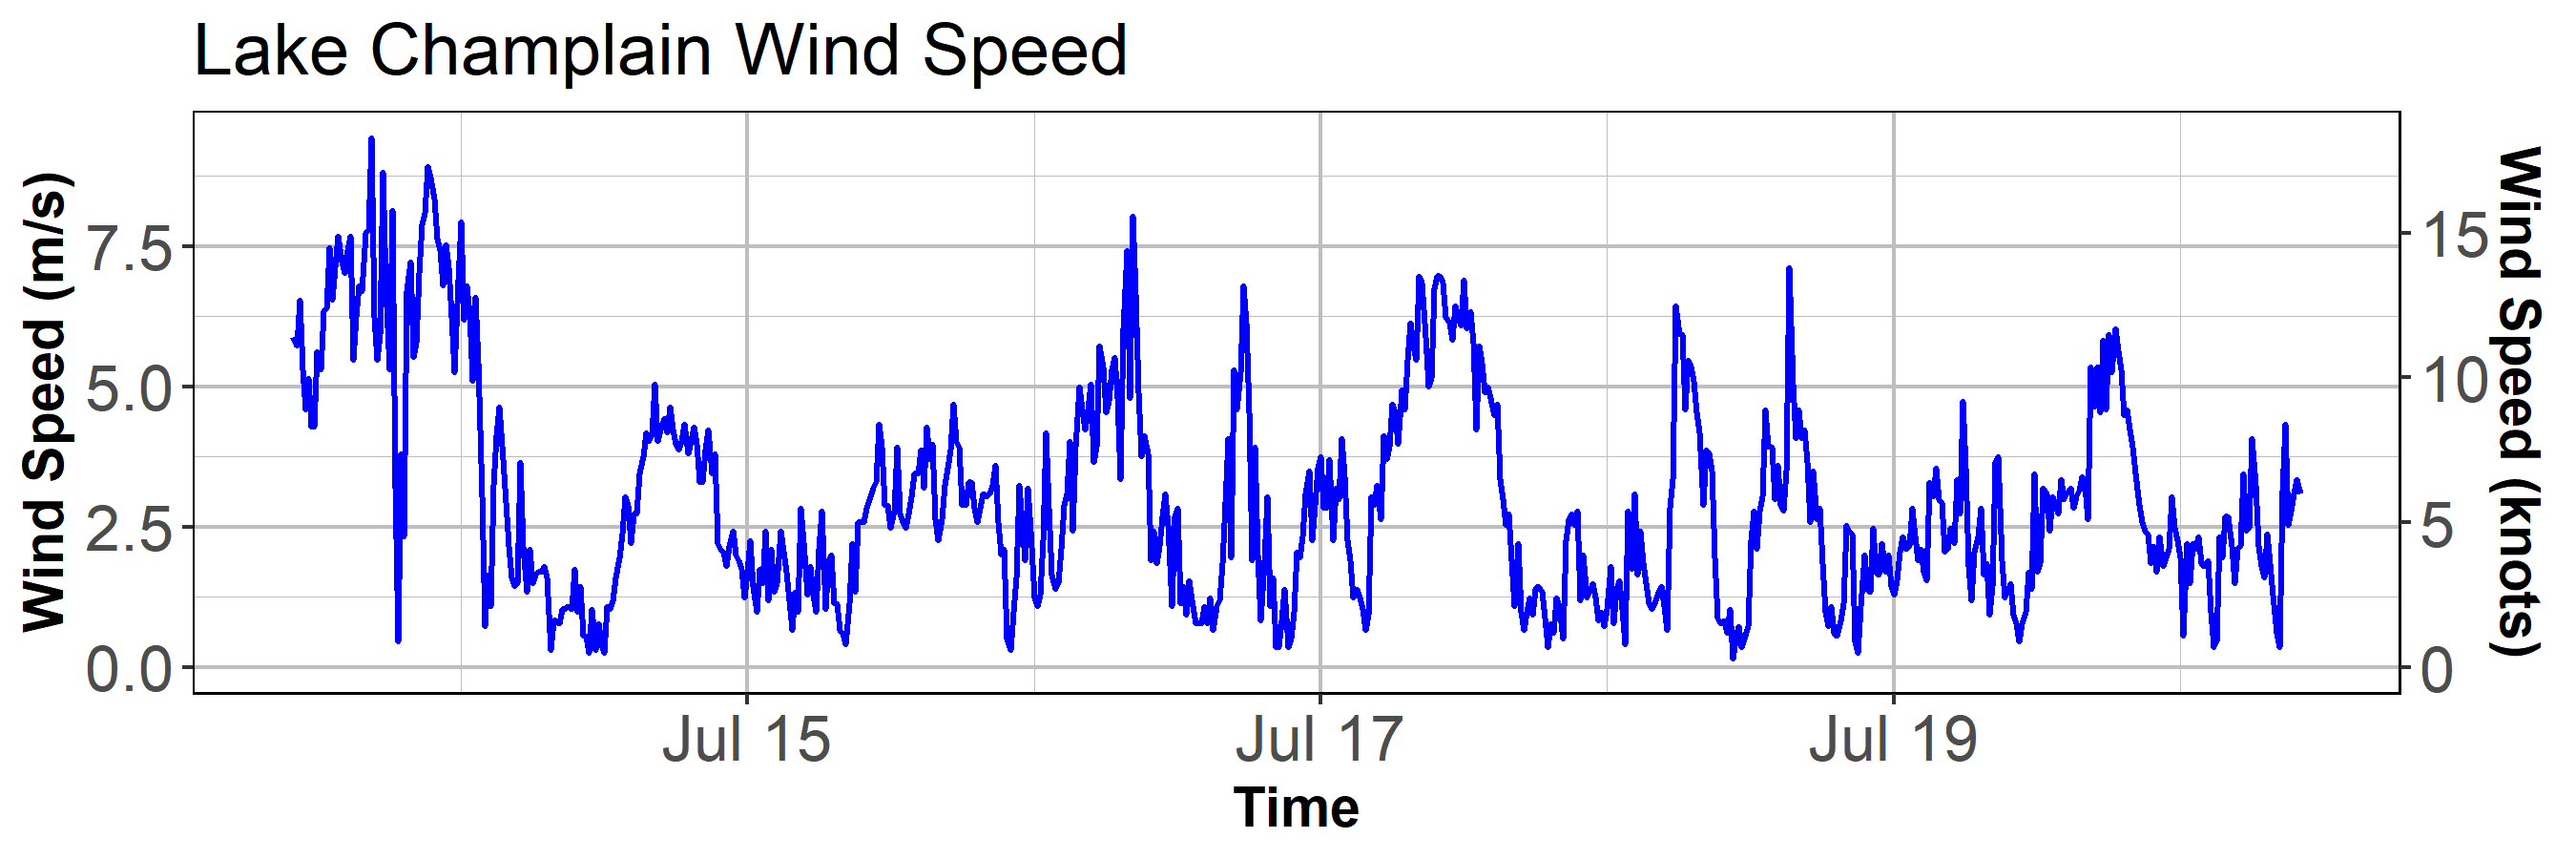 Lake Champlain Wind Speed
Wind Speed (m/s)
7.5
5.0
2.5
0.0
15
10
5
0
Wind Speed (knots)
Jul 15
Jul 17
Jul 19
Time